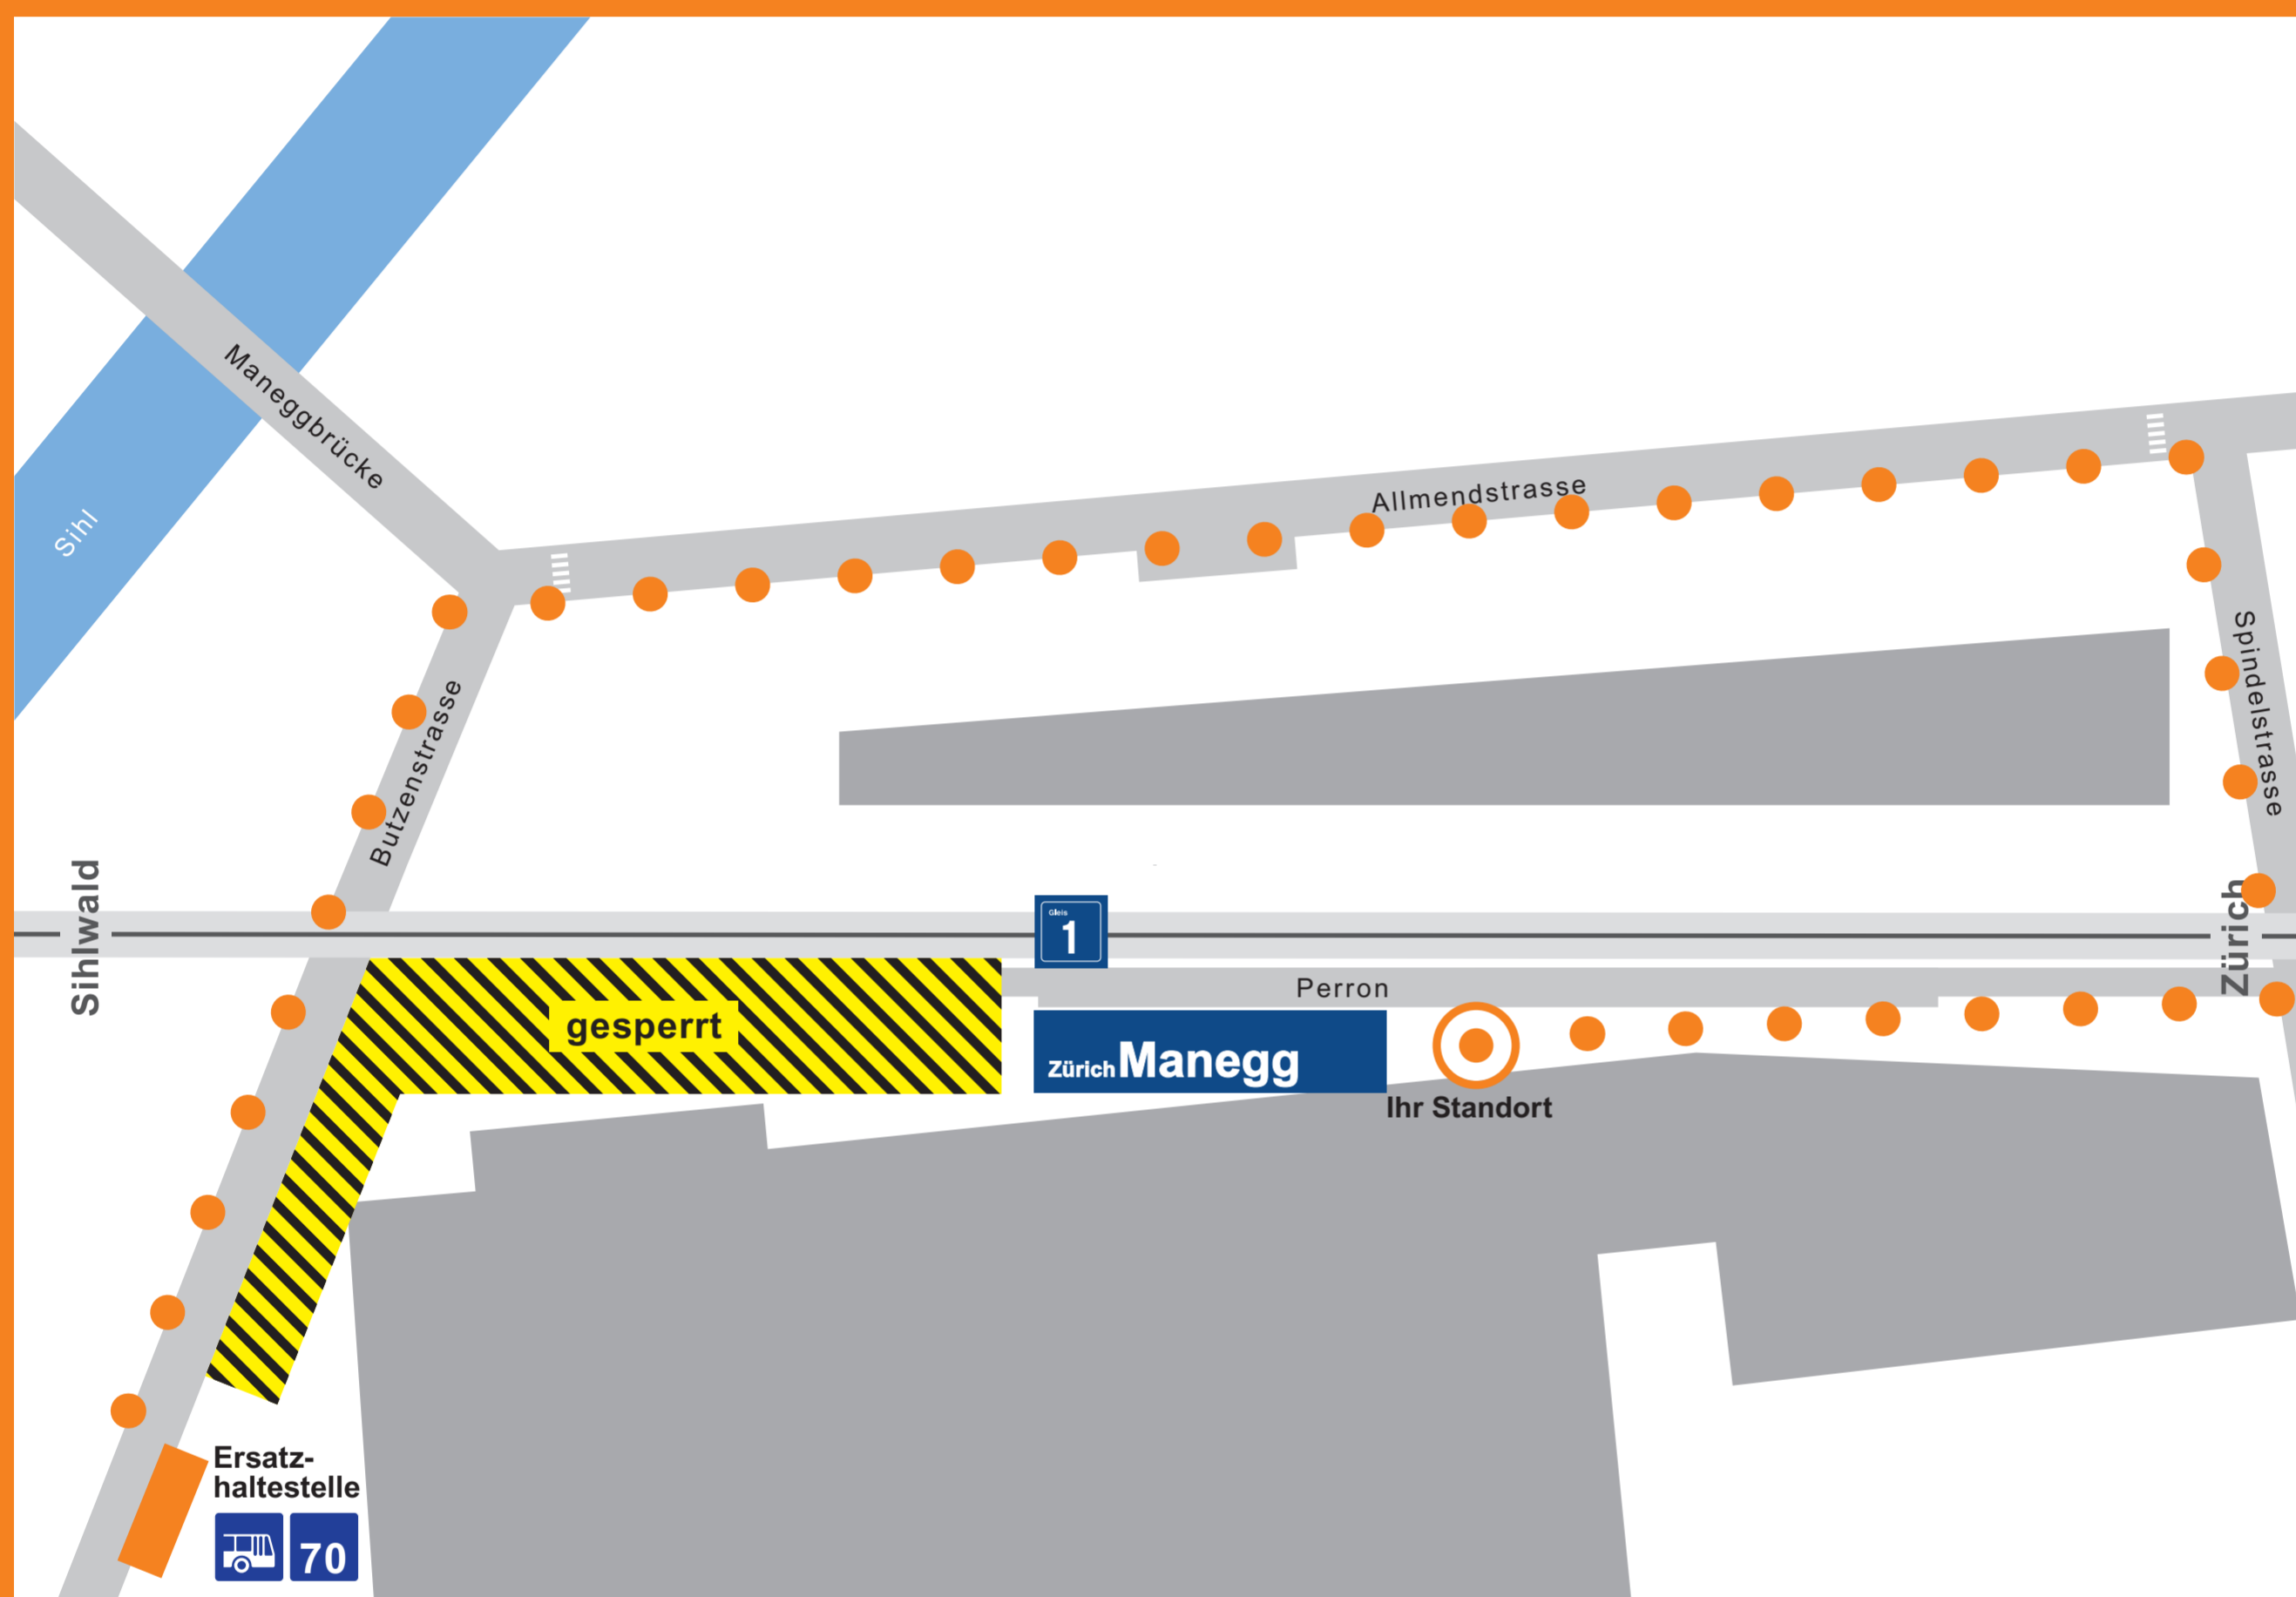 Maneggbrücke
Sihl
Allmendstrasse
Spindelstrasse
Butzenstrasse
Sihlwald
Gleis
1
Zürich
Perron
gesperrt
Zürich Manegg
Ihr Standort
Ersatz-
haltestelle
70